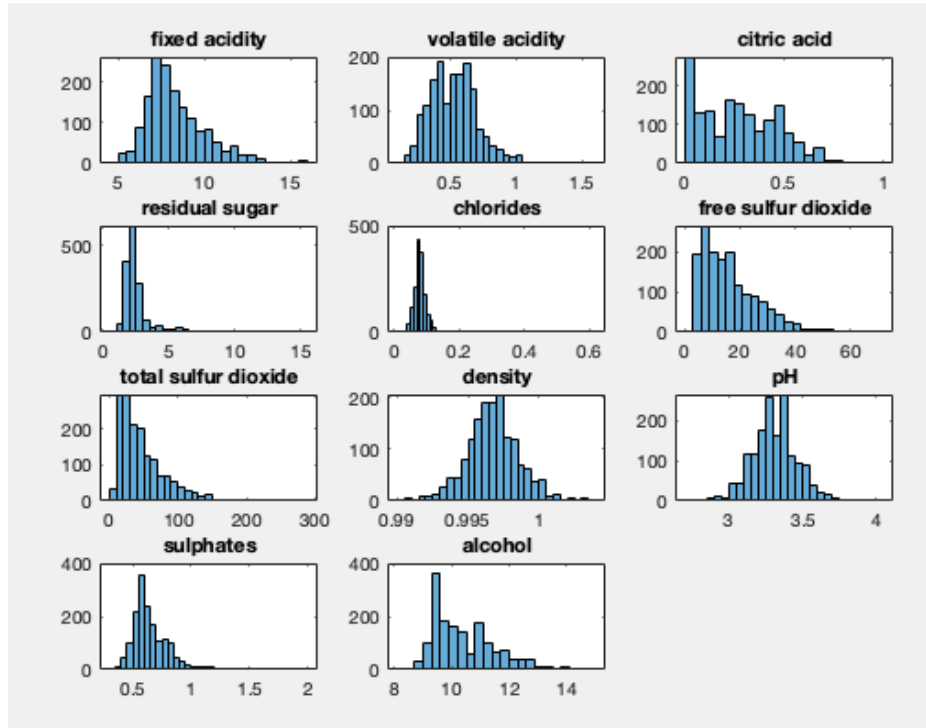 fixed acidity
200
100
0
5 10 15
volatile acidity
200
100
0
0.5 1 1.5
citric acid
200
100
0
0 0.5 1
residual sugar
500
0
0 5 10 15
chlorides
500
0
0 0.2 0.4 0.6
free sulfur dioxide
200
100
0
0 20 40 60
total sulfur dioxide
200
100
0
0 100 200 300
density
200
100
0
0.99 0.995 1
pH
200
100
0
3 3.5 4
sulphates
400
200
0
0.5 1 1.5 2
alcohol
400
200
0
8 10 12 14